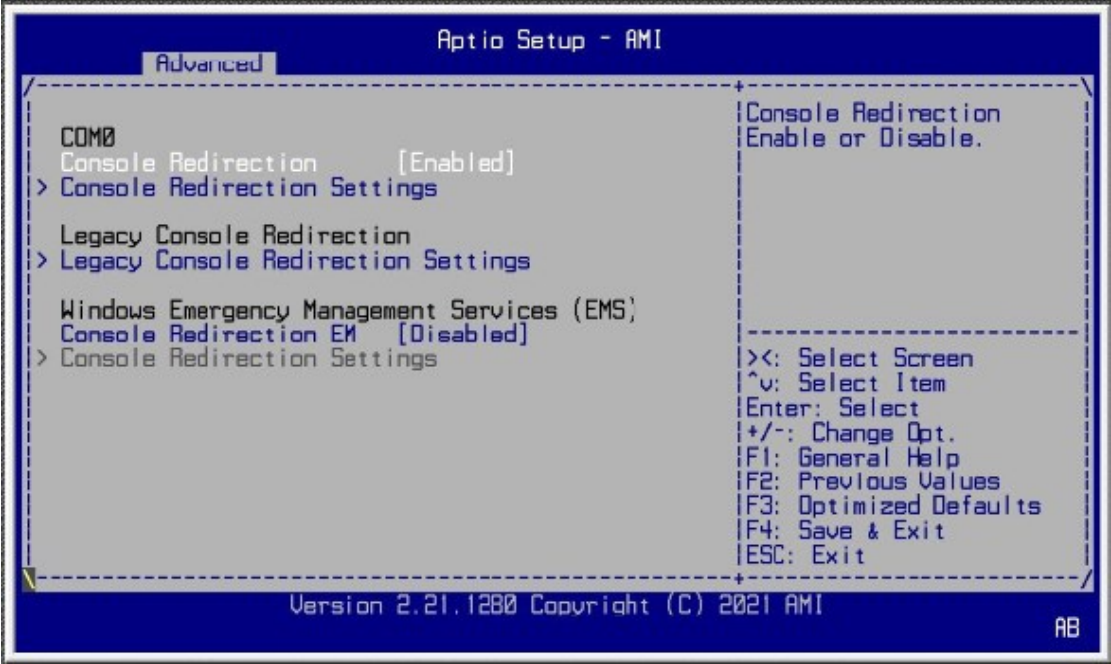 Aptio Setup - AMI
Advanced
COM0
Console Redirection [Enabled]
> Console Redirection Settings
Legacy Console Redirection
> Legacy Console Redirection Settings
Windows Emergency Management Services (EMS)
Console Redirection EM [Disabled]
> Console Redirection Settings
Console Redirection
Enable or Disable.
><: Select Screen
^v: Select Item
Enter: Select
+/-: Change Opt.
F1: General Help
F2: Previous Values
F3: Optimized Defaults
F4: Save & Exit
ESC: Exit
Version 2.21.1280 Copyright (C) 2021 AMI
AB